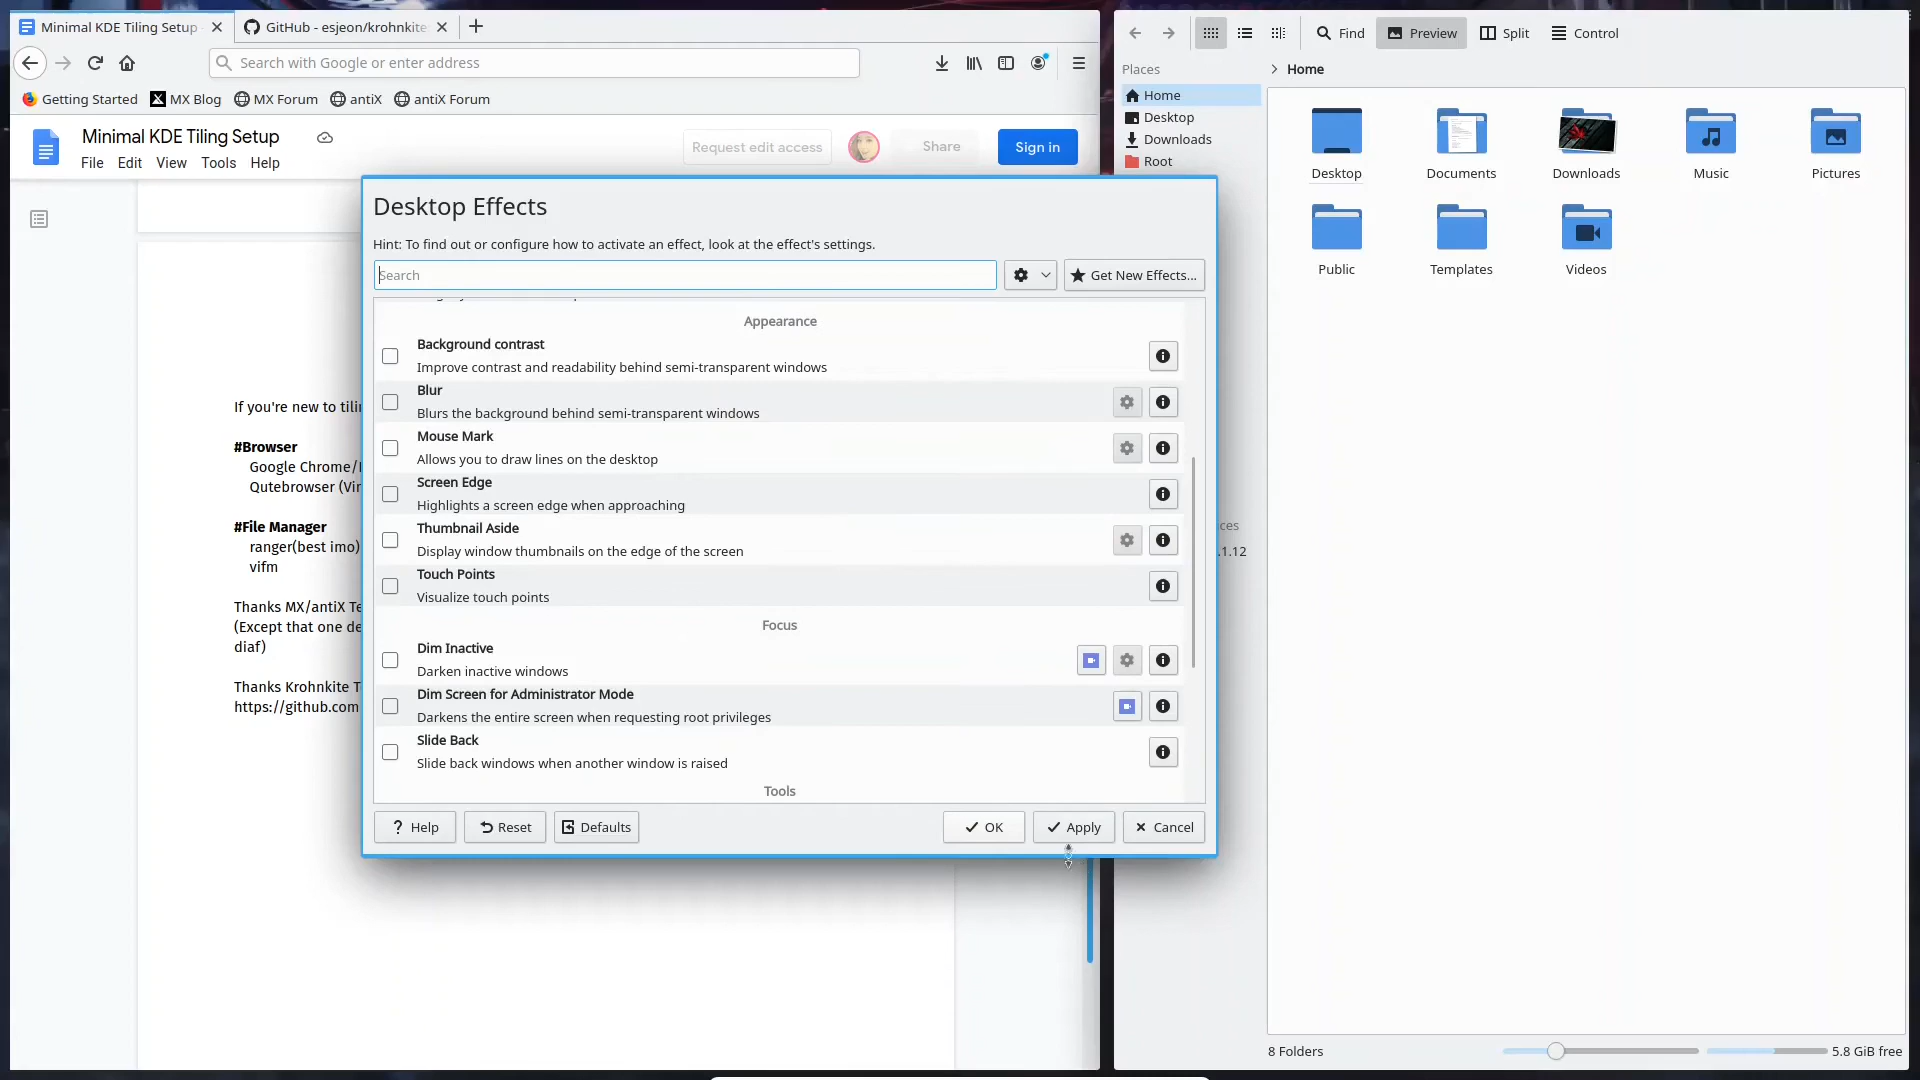 Minimal KDE Tiling Setup
GitHub - esjeon/krohnkite
Search with Google or enter address
Getting Started
MX Blog
MX Forum
antiX
antiX Forum
Minimal KDE Tiling Setup
Request edit access
Share
Sign in
File Edit View Tools Help
If you're new to tili
#Browser
Google Chrome/
Qutebrowser (Vi
#File Manager
ranger(best imo)
vifm
Thanks MX/antiX Te
(Except that one de
diaf)
Thanks Krohnkite T
https://github.com
Desktop Effects
Hint: To find out or configure how to activate an effect, look at the effect's settings.
Search
Get New Effects...
Appearance
Background contrast
Improve contrast and readability behind semi-transparent windows
Blur
Blurs the background behind semi-transparent windows
Mouse Mark
Allows you to draw lines on the desktop
Screen Edge
Highlights a screen edge when approaching
Thumbnail Aside
Display window thumbnails on the edge of the screen
Touch Points
Visualize touch points
Focus
Dim Inactive
Darken inactive windows
Dim Screen for Administrator Mode
Darkens the entire screen when requesting root privileges
Slide Back
Slide back windows when another window is raised
Tools
? Help
Reset
Defaults
OK
Apply
Cancel
Find
Preview
Split
Control
Places
Home
Desktop
Downloads
Root
ces
.1.12
Home
Desktop
Documents
Downloads
Music
Pictures
Public
Templates
Videos
8 Folders
5.8 GiB free